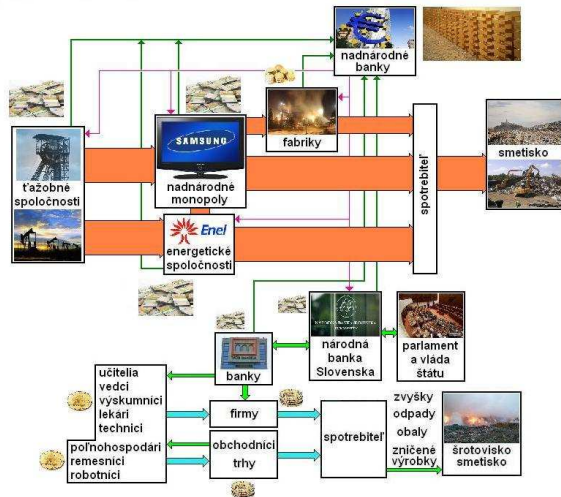 nadnárodné
banky
SAMSUNG
nadnárodné
monopoly
fabriky
ťažobné
spoločnosti
Enel
energetické
spoločnosti
spotrebiteľ
smetisko
národná
banka
Slovenska
parlament
a vláda
štátu
banky
učitelia
vedci
výskumníci
lekári
technici
firmy
poľnohospodári
remeselníci
robotníci
obchodníci
trhy
spotrebiteľ
zvyšky
odpady
obaly
zničené
výrobky
šrotovisko
smetisko